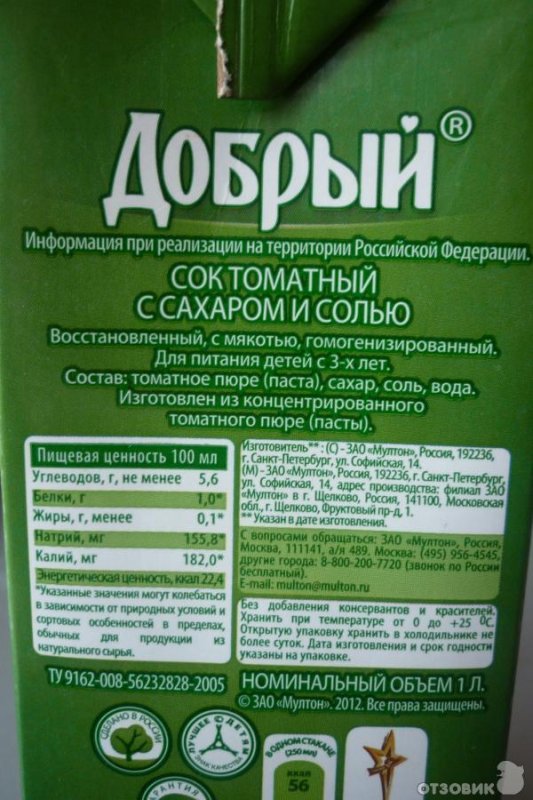 Добрый®
Информация при реализации на территории Российской Федерации.
СОК ТОМАТНЫЙ
С САХАРОМ И СОЛЬЮ
Восстановленный, с мякотью, гомогенизированный.
Для питания детей с 3-х лет.
Состав: томатное пюре (паста), сахар, соль, вода.
Изготовлен из концентрированного
томатного пюре (пасты).
Пищевая ценность 100 мл
Углеводов, г, не менее 5,6
Белки, г 1,0*
Жиры, г, менее 0,1*
Натрий, мг 155,8*
Калий, мг 182,0*
Энергетическая ценность, ккал 22,4
*Указанные значения могут колебаться
в зависимости от природных условий и
сортовых особенностей в пределах,
обычных для продукции из
натурального сырья.
Изготовитель**: (С) - ЗАО «Мултон», Россия, 192236,
г. Санкт-Петербург, ул. Софийская, 14.
(М) - ЗАО «Мултон», Россия, 192236, г. Санкт-Петербург,
ул. Софийская, 14, адрес производства: филиал ЗАО
«Мултон» в г. Щелково, Россия, 141100, Московская
обл., г. Щелково, Фруктовый пр-д, 1.
** Указан в дате изготовления.
С вопросами обращаться: ЗАО «Мултон», Россия,
Москва, 111141, а/я 489. Москва: (495) 956-4545,
другие города: 8-800-200-7720 (звонок по России
бесплатный).
E-mail: multon@multon.ru
Без добавления консервантов и красителей.
Хранить при температуре от 0 до +25 0С.
Открытую упаковку хранить в холодильнике не
более суток. Дата изготовления и срок годности
указаны на упаковке.
ТУ 9162-008-56232828-2005
НОМИНАЛЬНЫЙ ОБЪЕМ 1 Л.
© ЗАО «Мултон». 2012. Все права защищены.
СДЕЛАНО В РОССИИ
ЛУЧШЕЕ ДЕТЯМ
ЗНАК КАЧЕСТВА
В ОДНОМ СТАКАНЕ
(250 мл)
ккал
56
ГАРАНТИЯ
ОТЗОВИК